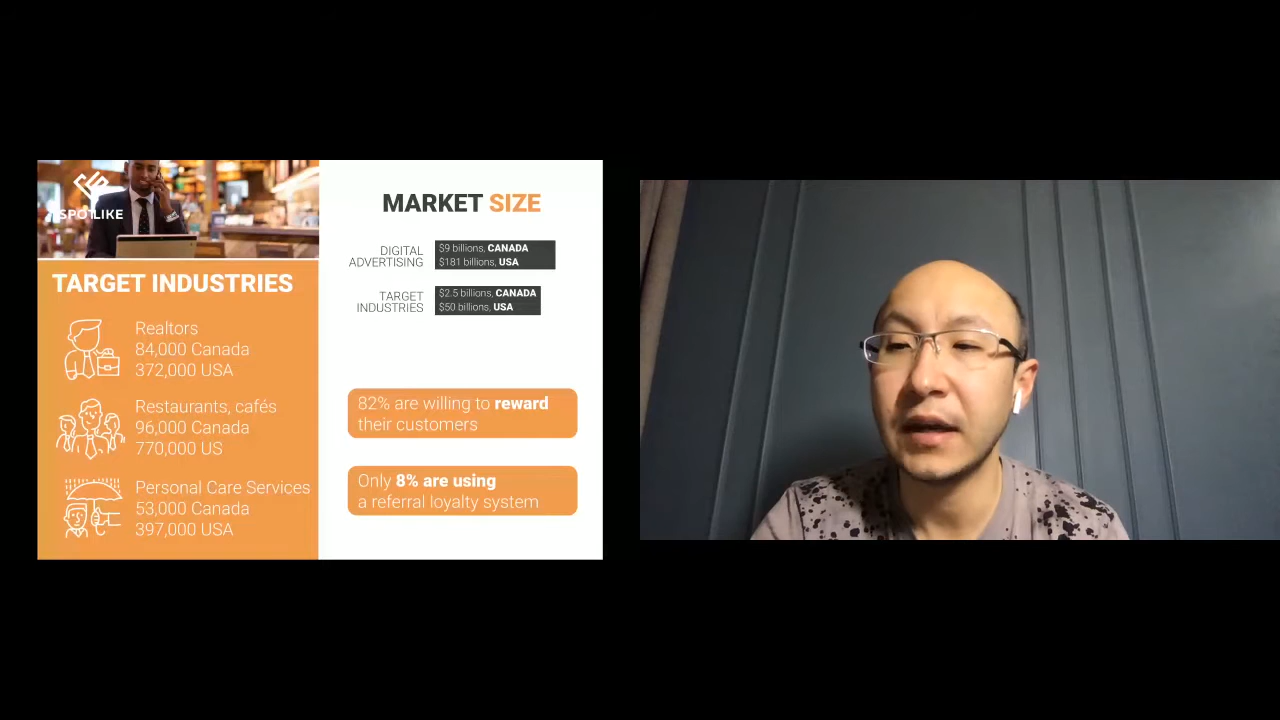 SPOTLIKE
TARGET INDUSTRIES
Realtors
84,000 Canada
372,000 USA
Restaurants, cafés
96,000 Canada
770,000 US
Personal Care Services
53,000 Canada
397,000 USA
MARKET SIZE
DIGITAL
ADVERTISING
$9 billions, CANADA
$181 billions, USA
TARGET
INDUSTRIES
$2.5 billions, CANADA
$50 billions, USA
82% are willing to reward
their customers
Only 8% are using
a referral loyalty system